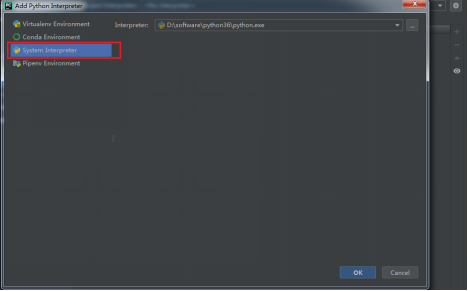 Add Python Interpreter
Virtualenv Environment
Interpreter: D:\software\python36\python.exe
...
Conda Environment
System Interpreter
Pipenv Environment
OK
Cancel